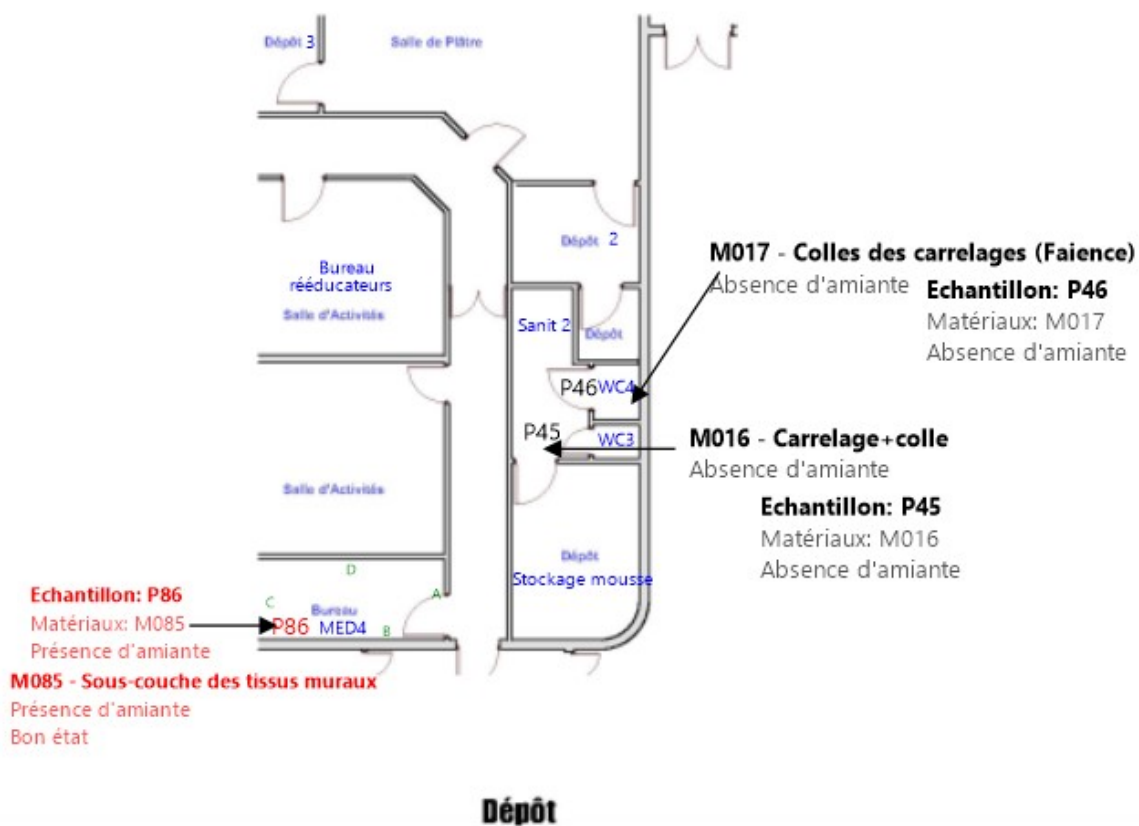 Dépôt 3
Salle de Plâtre
Dépôt 2
Bureau
rééducateurs
Salle d'Activités
Sanit 2
Dépôt
M017 - Colles des carrelages (Faience)
Absence d'amiante
Echantillon: P46
Matériaux: M017
Absence d'amiante
P46 WC4
P45
WC3
M016 - Carrelage+colle
Absence d'amiante
Echantillon: P45
Matériaux: M016
Absence d'amiante
Salle d'Activités
Dépôt
Stockage mousse
D
A
C
B
Bureau
P86 MED4
Echantillon: P86
Matériaux: M085
Présence d'amiante
M085 - Sous-couche des tissus muraux
Présence d'amiante
Bon état
Dépôt